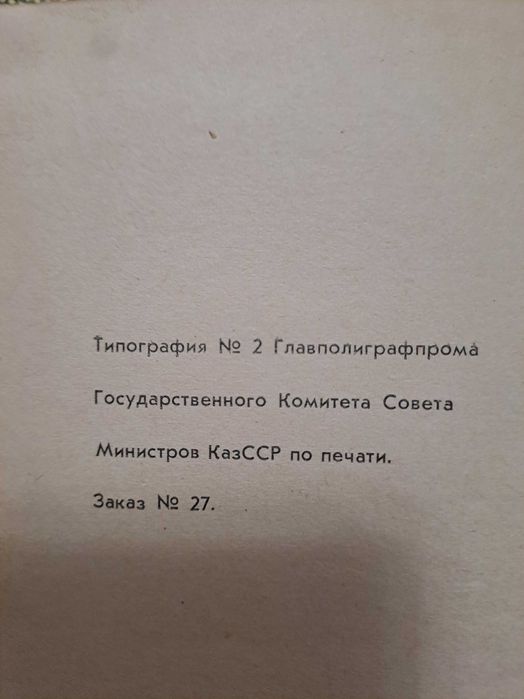 Типография № 2 Главполиграфпрома
Государственного Комитета Совета
Министров КазССР по печати.
Заказ № 27.